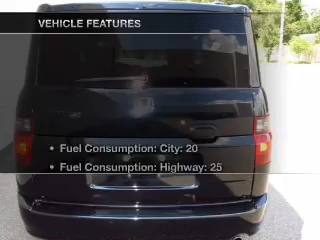 VEHICLE FEATURES
• Fuel Consumption: City: 20
• Fuel Consumption: Highway: 25